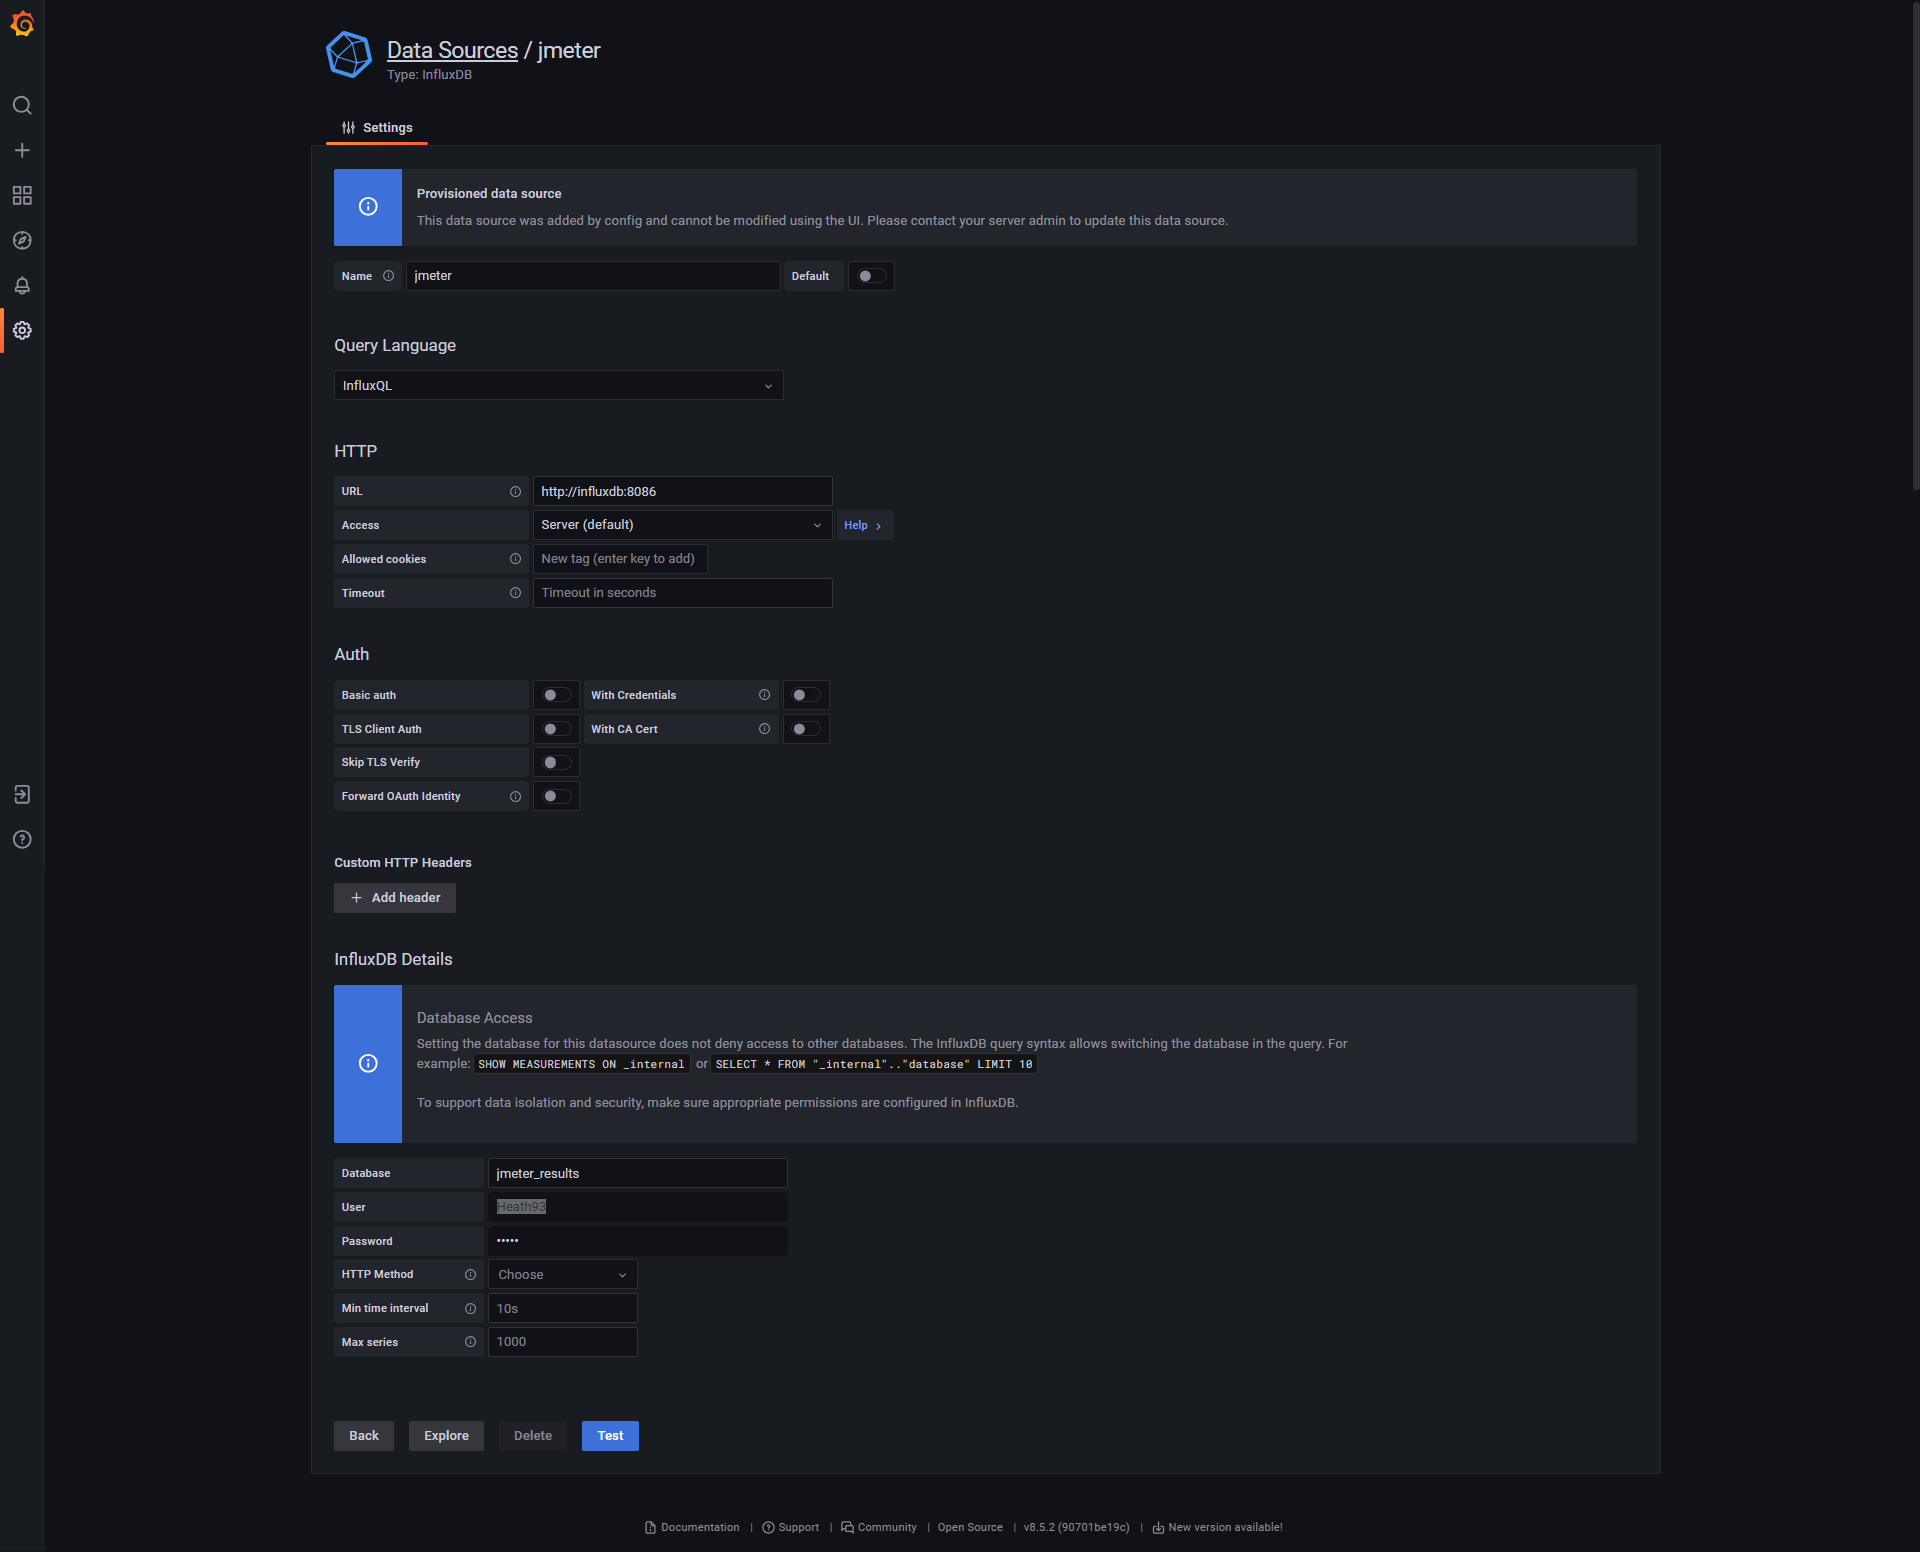 Data Sources / jmeter
Type: InfluxDB
Settings
Provisioned data source
This data source was added by config and cannot be modified using the UI. Please contact your server admin to update this data source.
Name jmeter Default
Query Language
InfluxQL
HTTP
URL http://influxdb:8086
Access Server (default) Help
Allowed cookies New tag (enter key to add)
Timeout Timeout in seconds
Auth
Basic auth With Credentials
TLS Client Auth With CA Cert
Skip TLS Verify
Forward OAuth Identity
Custom HTTP Headers
Add header
InfluxDB Details
Database Access
Setting the database for this datasource does not deny access to other databases. The InfluxDB query syntax allows switching the database in the query. For
example: SHOW MEASUREMENTS ON _internal or SELECT * FROM "_internal".."database" LIMIT 10
To support data isolation and security, make sure appropriate permissions are configured in InfluxDB.
Database jmeter_results
User Heath93
Password •••••
HTTP Method Choose
Min time interval 10s
Max series 1000
Back Explore Delete Test
Documentation | Support | Community | Open Source | v8.5.2 (90701be19c) | New version available!